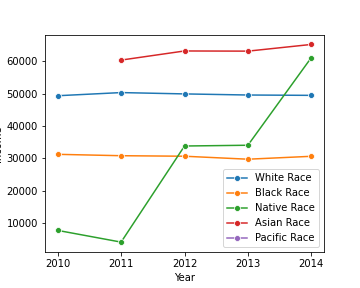 60000
50000
40000
30000
20000
10000
2010 2011 2012 2013 2014
Year
White Race
Black Race
Native Race
Asian Race
Pacific Race